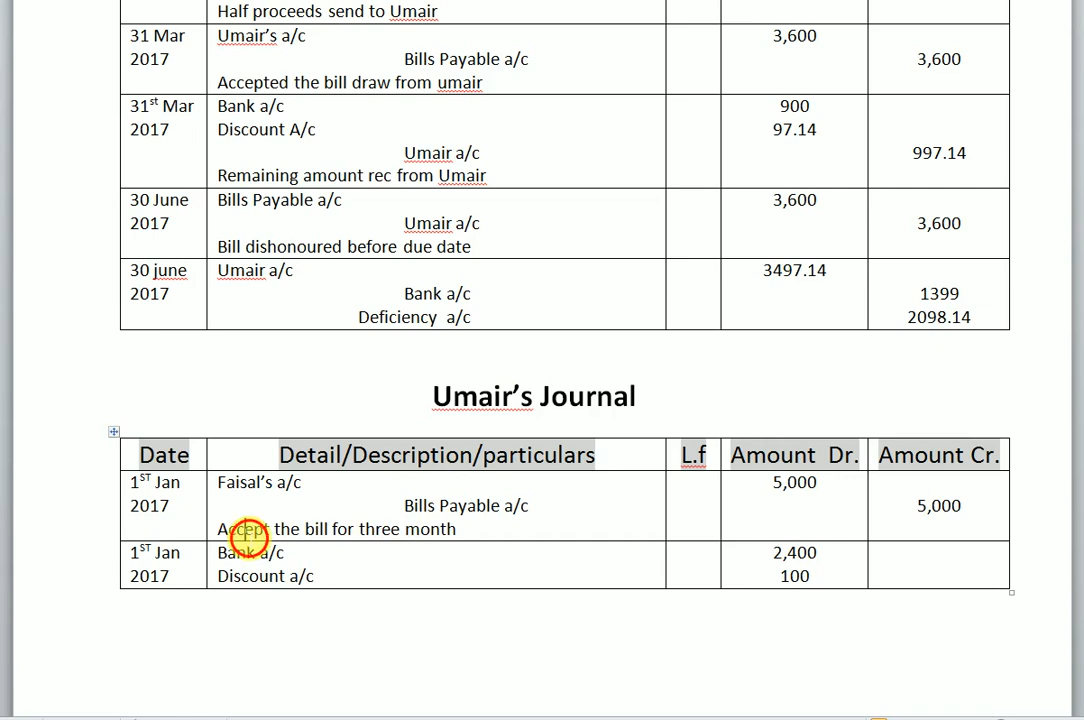 Half proceeds send to Umair
31 Mar Umair's a/c 3,600
2017 Bills Payable a/c 3,600
Accepted the bill draw from umair
31st Mar Bank a/c 900
2017 Discount A/c 97.14
Umair a/c 997.14
Remaining amount rec from Umair
30 June Bills Payable a/c 3,600
2017 Umair a/c 3,600
Bill dishonoured before due date
30 june Umair a/c 3497.14
2017 Bank a/c 1399
Deficiency a/c 2098.14
Umair's Journal
Date Detail/Description/particulars L.f Amount Dr. Amount Cr.
1ST Jan Faisal's a/c 5,000
2017 Bills Payable a/c 5,000
Accept the bill for three month
1ST Jan Bank a/c 2,400
2017 Discount a/c 100